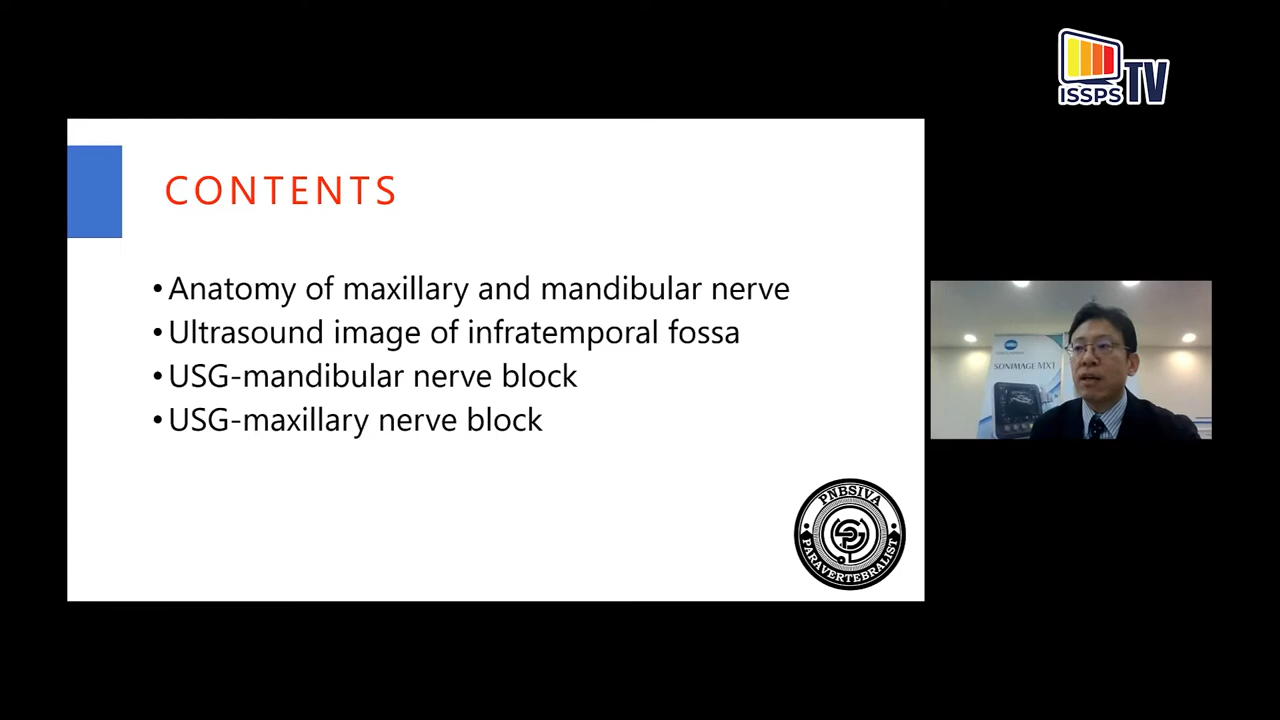 ISSPS TV
CONTENTS
• Anatomy of maxillary and mandibular nerve
• Ultrasound image of infratemporal fossa
• USG-mandibular nerve block
• USG-maxillary nerve block
SONIMAGE MX1
PNBSIVA
PARAVERTEBRALIST